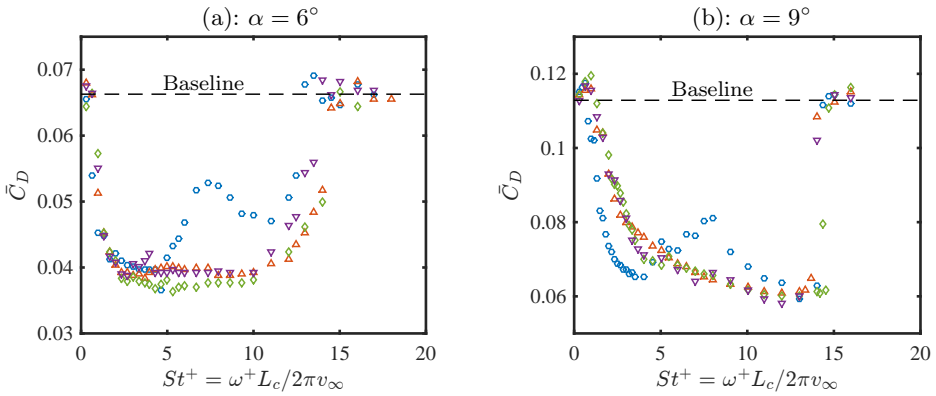 (a): α = 6°
0.07
0.06
0.05
0.04
0.03
C̄_D
Baseline
0 5 10 15 20
St⁺ = ω⁺L_c/2πv_∞
(b): α = 9°
0.12
0.1
0.08
0.06
C̄_D
Baseline
0 5 10 15 20
St⁺ = ω⁺L_c/2πv_∞